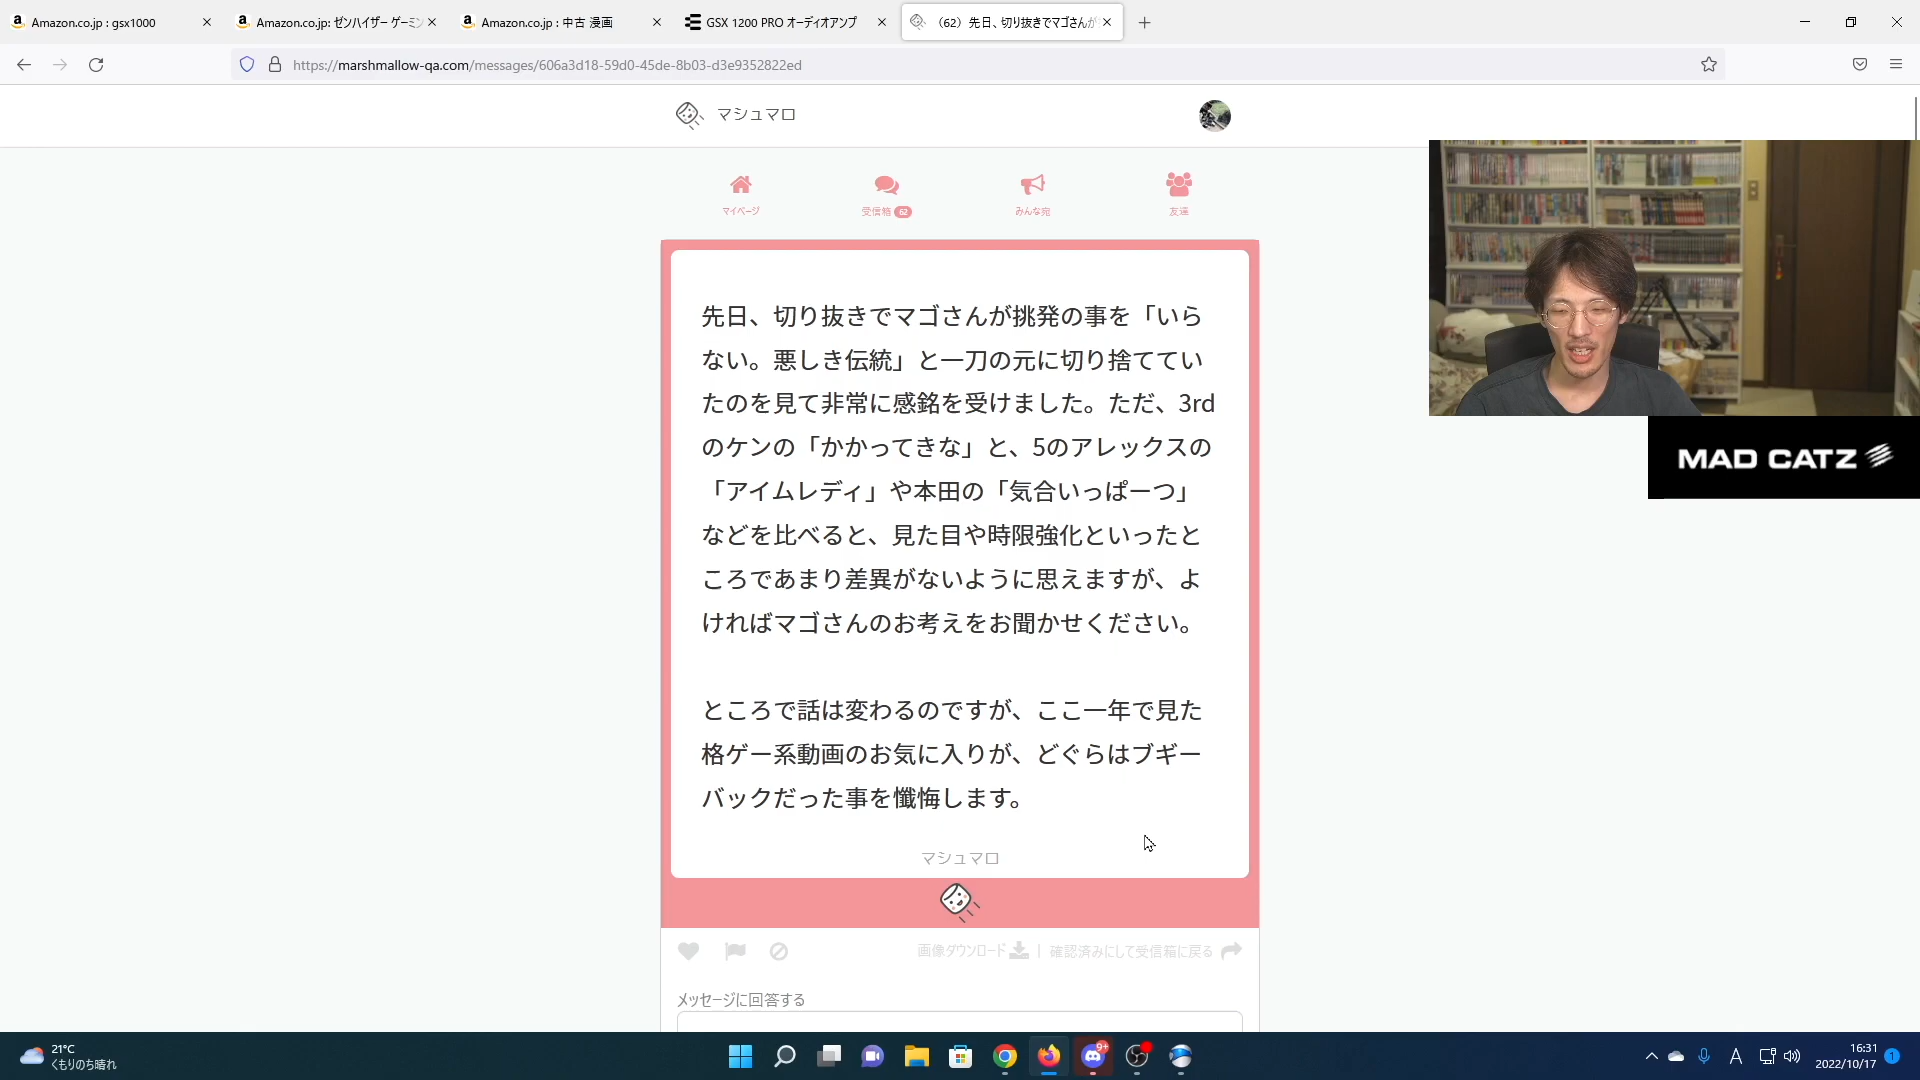 Amazon.co.jp : gsx1000
Amazon.co.jp: ゼンハイザー ゲーミン
Amazon.co.jp : 中古 漫画
GSX 1200 PRO オーディオアンプ
（62）先日、切り抜きでマゴさんが
https://marshmallow-qa.com/messages/606a3d18-59d0-45de-8b03-d3e9352822ed
マシュマロ
マイページ
受信箱 62
みんな宛
友達
先日、切り抜きでマゴさんが挑発の事を「いら
ない。悪しき伝統」と一刀の元に切り捨ててい
たのを見て非常に感銘を受けました。ただ、3rd
のケンの「かかってきな」と、5のアレックスの
「アイムレディ」や本田の「気合いっぱーつ」
などを比べると、見た目や時限強化といったと
ころであまり差異がないように思えますが、よ
ければマゴさんのお考えをお聞かせください。
ところで話は変わるのですが、ここ一年で見た
格ゲー系動画のお気に入りが、どぐらはブギー
バックだった事を懺悔します。
マシュマロ
画像ダウンロード | 確認済みにして受信箱に戻る
メッセージに回答する
MAD CATZ
21°C
くもりのち晴れ
9+
A
16:31
2022/10/17
1